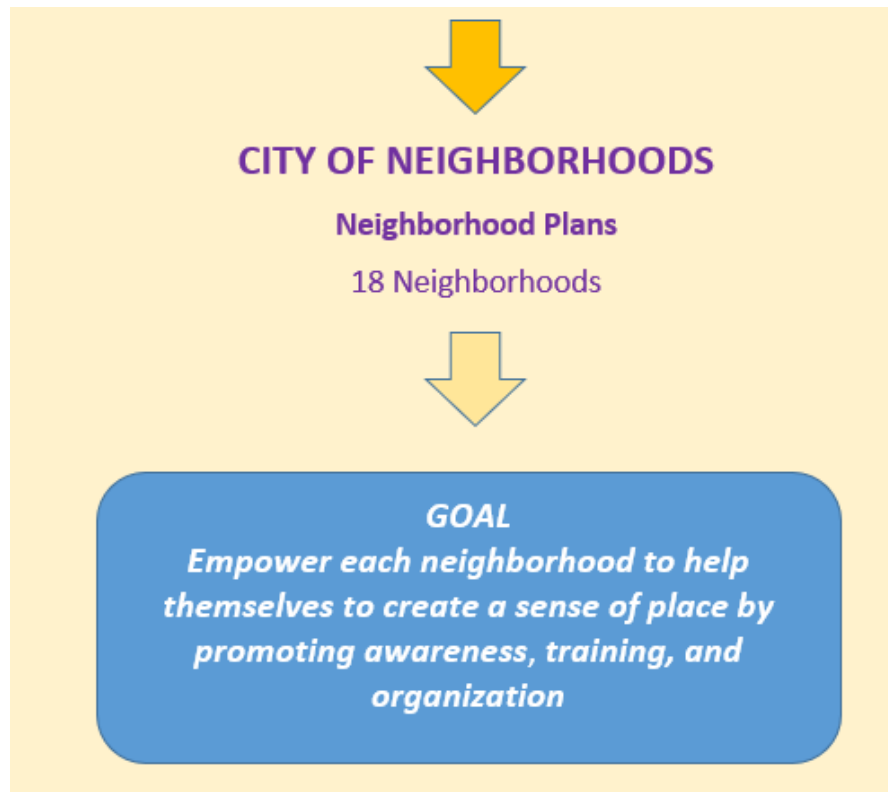 CITY OF NEIGHBORHOODS
Neighborhood Plans
18 Neighborhoods
GOAL
Empower each neighborhood to help
themselves to create a sense of place by
promoting awareness, training, and
organization